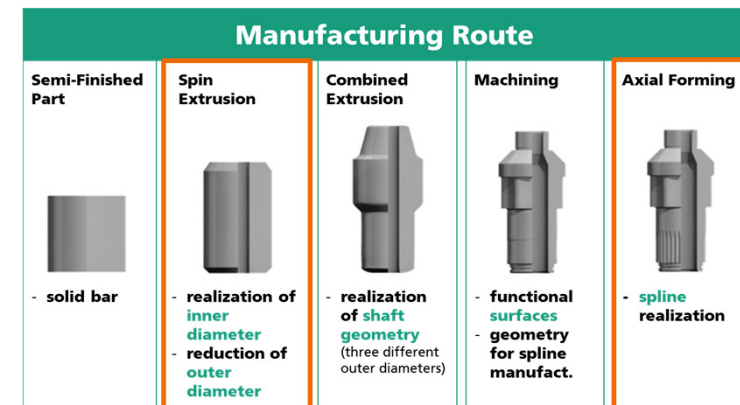 Manufacturing Route
Semi-Finished
Part
- solid bar
Spin
Extrusion
- realization of
inner
diameter
- reduction of
outer
diameter
Combined
Extrusion
- realization
of shaft
geometry
(three different
outer diameters)
Machining
- functional
surfaces
- geometry
for spline
manufact.
Axial Forming
- spline
realization